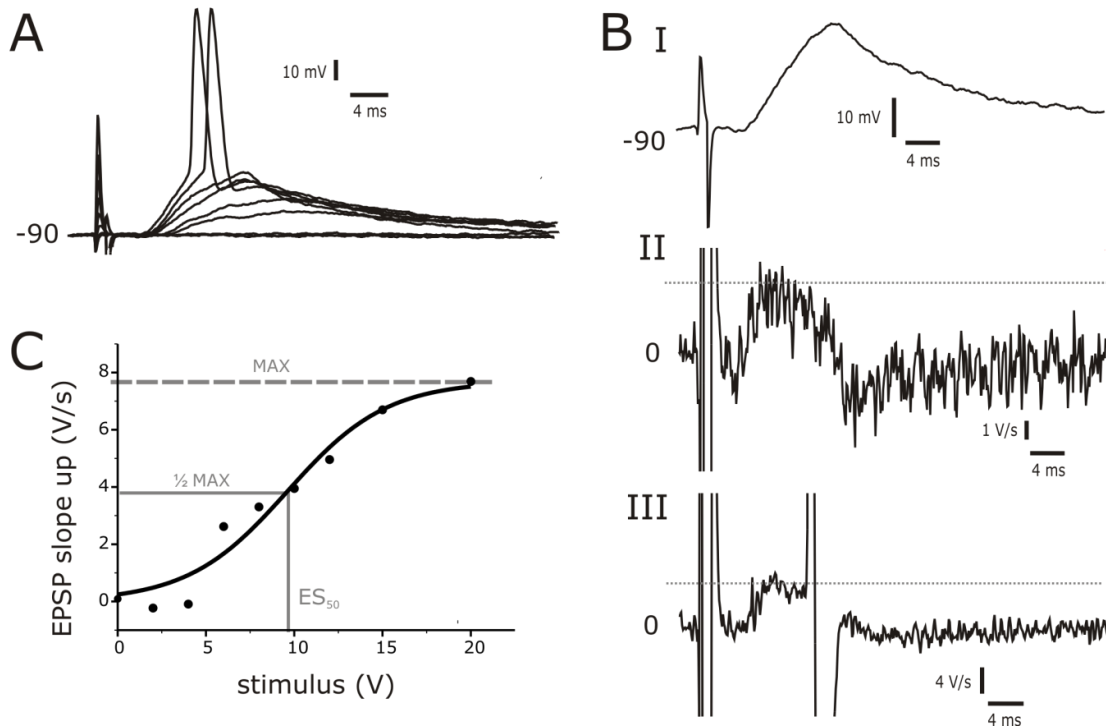 A
10 mV
4 ms
-90
B
I
-90
10 mV
4 ms
II
0
1 V/s
4 ms
III
0
4 V/s
4 ms
C
EPSP slope up (V/s)
8
6
4
2
0
MAX
½ MAX
ES50
0 5 10 15 20
stimulus (V)